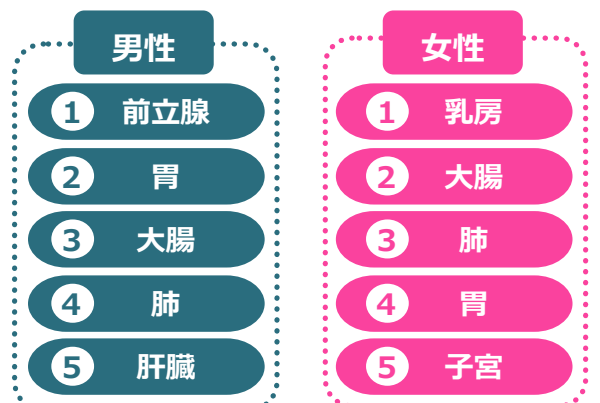 男性
1 前立腺
2 胃
3 大腸
4 肺
5 肝臓
女性
1 乳房
2 大腸
3 肺
4 胃
5 子宮